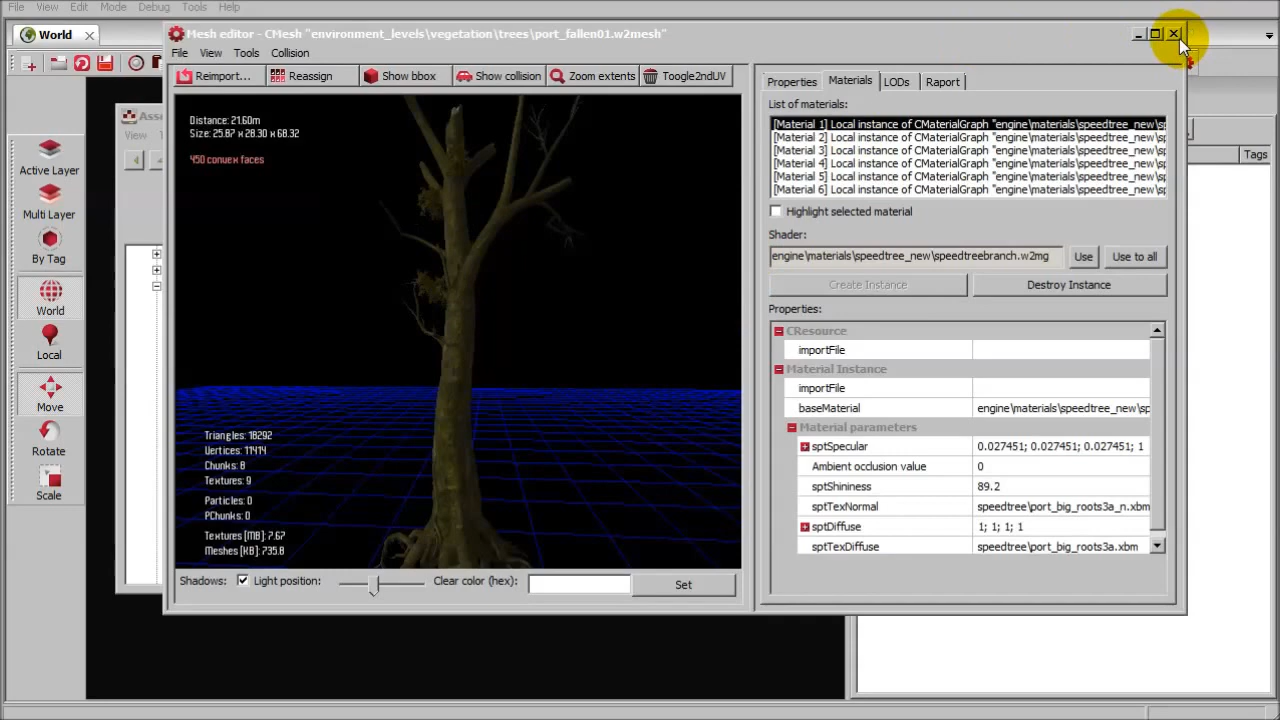 File View Edit Mode Debug Tools Help
World
Mesh editor - CMesh "environment_levels\vegetation\trees\port_fallen01.w2mesh"
File View Tools Collision
Reimport... Reassign Show bbox Show collision Zoom extents Toogle2ndUV
Properties Materials LODs Raport
List of materials:
[Material 1] Local instance of CMaterialGraph "engine\materials\speedtree_new\sp
[Material 2] Local instance of CMaterialGraph "engine\materials\speedtree_new\sp
[Material 3] Local instance of CMaterialGraph "engine\materials\speedtree_new\sp
[Material 4] Local instance of CMaterialGraph "engine\materials\speedtree_new\sp
[Material 5] Local instance of CMaterialGraph "engine\materials\speedtree_new\sp
[Material 6] Local instance of CMaterialGraph "engine\materials\speedtree_new\sp
Highlight selected material
Shader:
engine\materials\speedtree_new\speedtreebranch.w2mg Use Use to all
Create Instance Destroy Instance
Properties:
CResource
importFile
Material Instance
importFile
baseMaterial engine\materials\speedtree_new\sp
Material parameters
sptSpecular 0.027451; 0.027451; 0.027451; 1
Ambient occlusion value 0
sptShininess 89.2
sptTexNormal speedtree\port_big_roots3a_n.xbm
sptDiffuse 1; 1; 1; 1
sptTexDiffuse speedtree\port_big_roots3a.xbm
Distance: 21.60m
Size: 25.87 x 28.30 x 68.32
450 convex faces
Triangles: 18292
Vertices: 11414
Chunks: 8
Textures: 9
Particles: 0
PChunks: 0
Textures [MB]: 7.67
Meshes [KB]: 735.8
Shadows: Light position: Clear color (hex): Set
Active Layer
Multi Layer
By Tag
World
Local
Move
Rotate
Scale
Asse
View
Tags